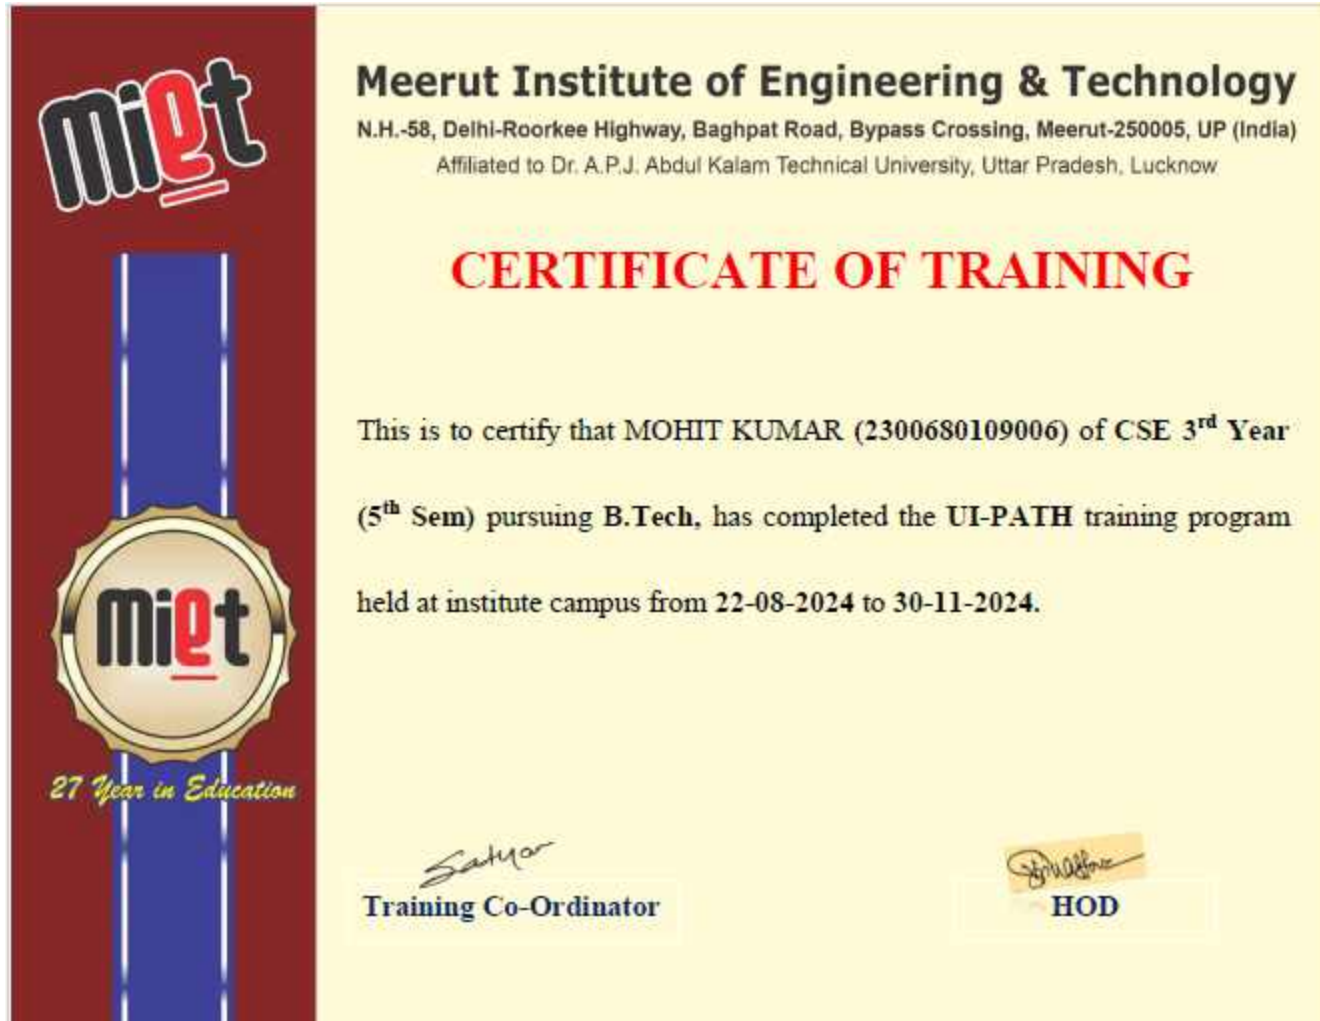 miet
Meerut Institute of Engineering & Technology
N.H.-58, Delhi-Roorkee Highway, Baghpat Road, Bypass Crossing, Meerut-250005, UP (India)
Affiliated to Dr. A.P.J. Abdul Kalam Technical University, Uttar Pradesh, Lucknow
CERTIFICATE OF TRAINING
This is to certify that MOHIT KUMAR (2300680109006) of CSE 3rd Year
(5th Sem) pursuing B.Tech, has completed the UI-PATH training program
held at institute campus from 22-08-2024 to 30-11-2024.
miet
27 Year in Education
Training Co-Ordinator
HOD